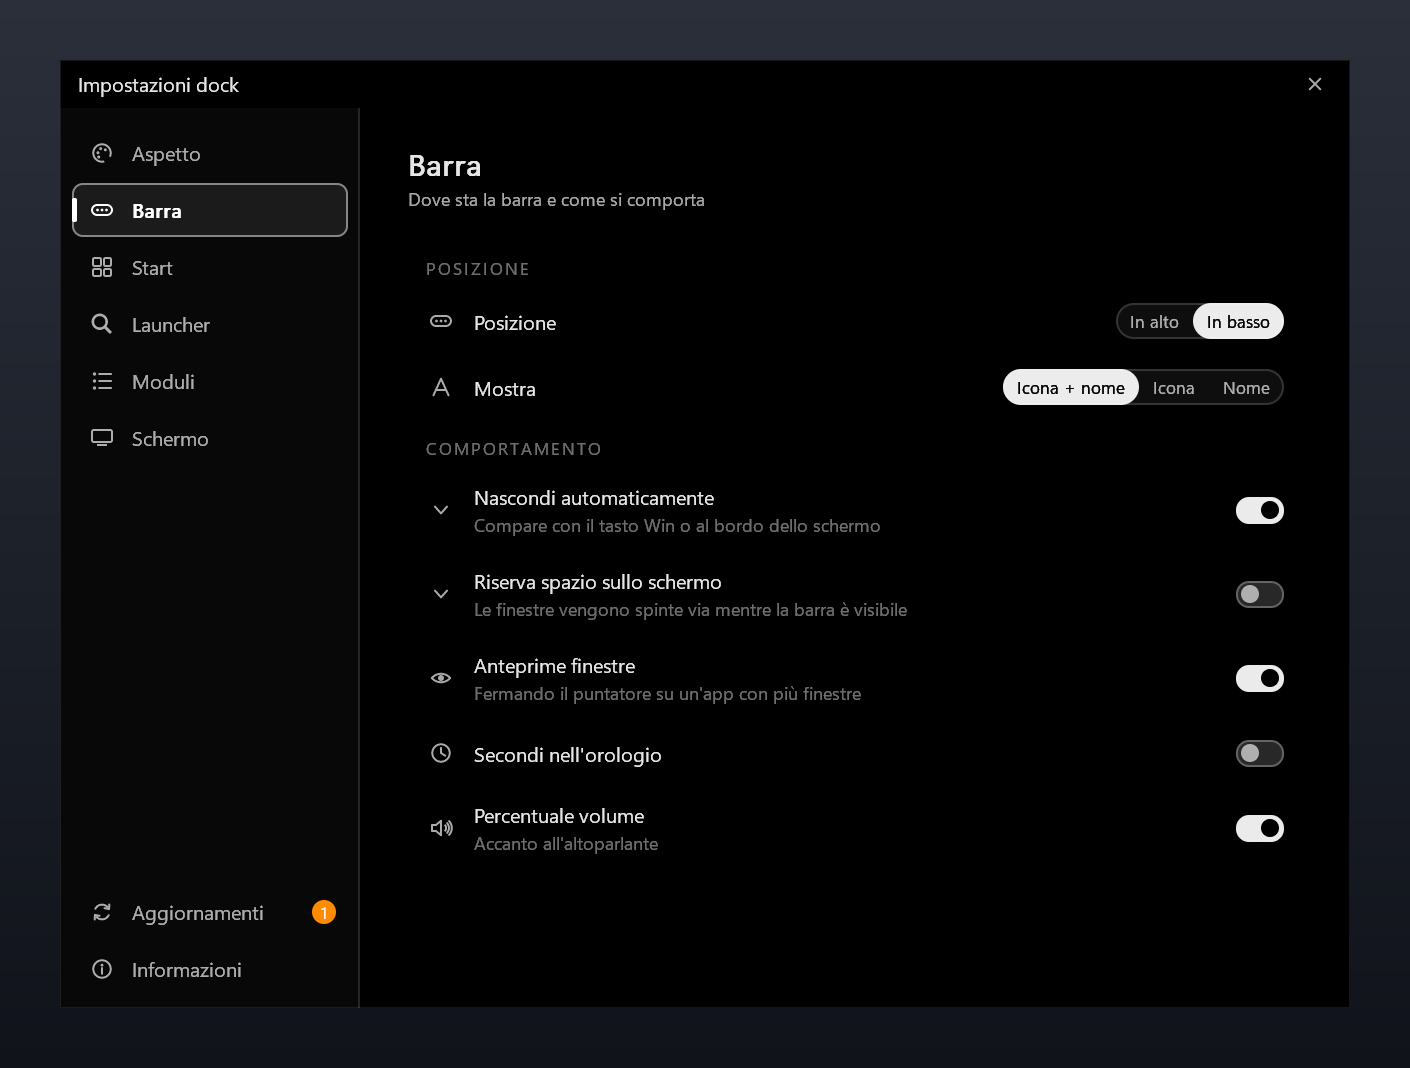 Impostazioni dock
Aspetto
Barra
Start
Launcher
Moduli
Schermo
Aggiornamenti
1
Informazioni
Barra
Dove sta la barra e come si comporta
POSIZIONE
Posizione
In alto
In basso
Mostra
Icona + nome
Icona
Nome
COMPORTAMENTO
Nascondi automaticamente
Compare con il tasto Win o al bordo dello schermo
Riserva spazio sullo schermo
Le finestre vengono spinte via mentre la barra è visibile
Anteprime finestre
Fermando il puntatore su un'app con più finestre
Secondi nell'orologio
Percentuale volume
Accanto all'altoparlante